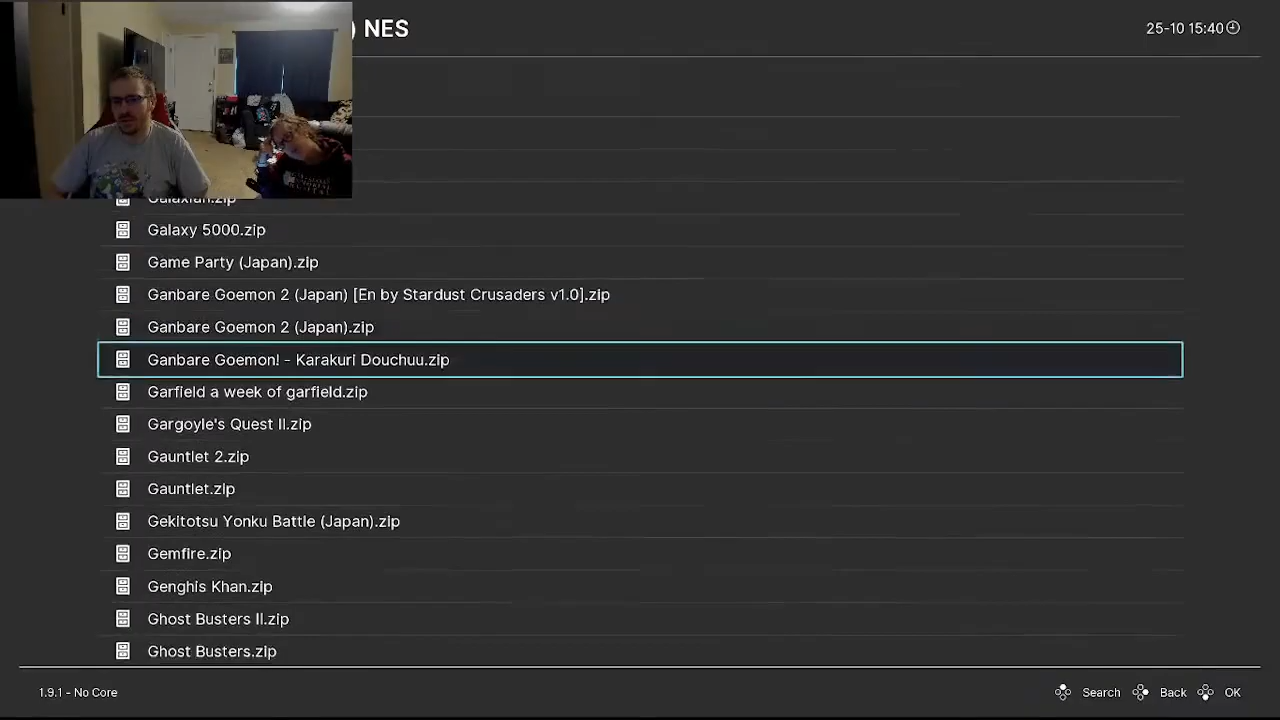 ) NES
25-10 15:40
Galaxian.zip
Galaxy 5000.zip
Game Party (Japan).zip
Ganbare Goemon 2 (Japan) [En by Stardust Crusaders v1.0].zip
Ganbare Goemon 2 (Japan).zip
Ganbare Goemon! - Karakuri Douchuu.zip
Garfield a week of garfield.zip
Gargoyle's Quest II.zip
Gauntlet 2.zip
Gauntlet.zip
Gekitotsu Yonku Battle (Japan).zip
Gemfire.zip
Genghis Khan.zip
Ghost Busters II.zip
Ghost Busters.zip
1.9.1 - No Core
Search Back OK